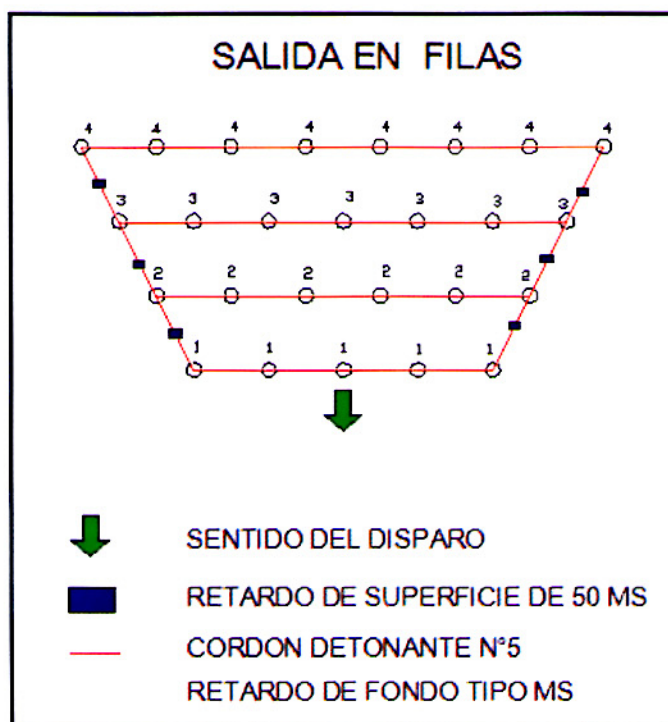 SALIDA EN FILAS
4 4 4 4 4 4 4 4
3 3 3 3 3 3 3
2 2 2 2 2 2
1 1 1 1 1
SENTIDO DEL DISPARO
RETARDO DE SUPERFICIE DE 50 MS
CORDON DETONANTE N°5
RETARDO DE FONDO TIPO MS